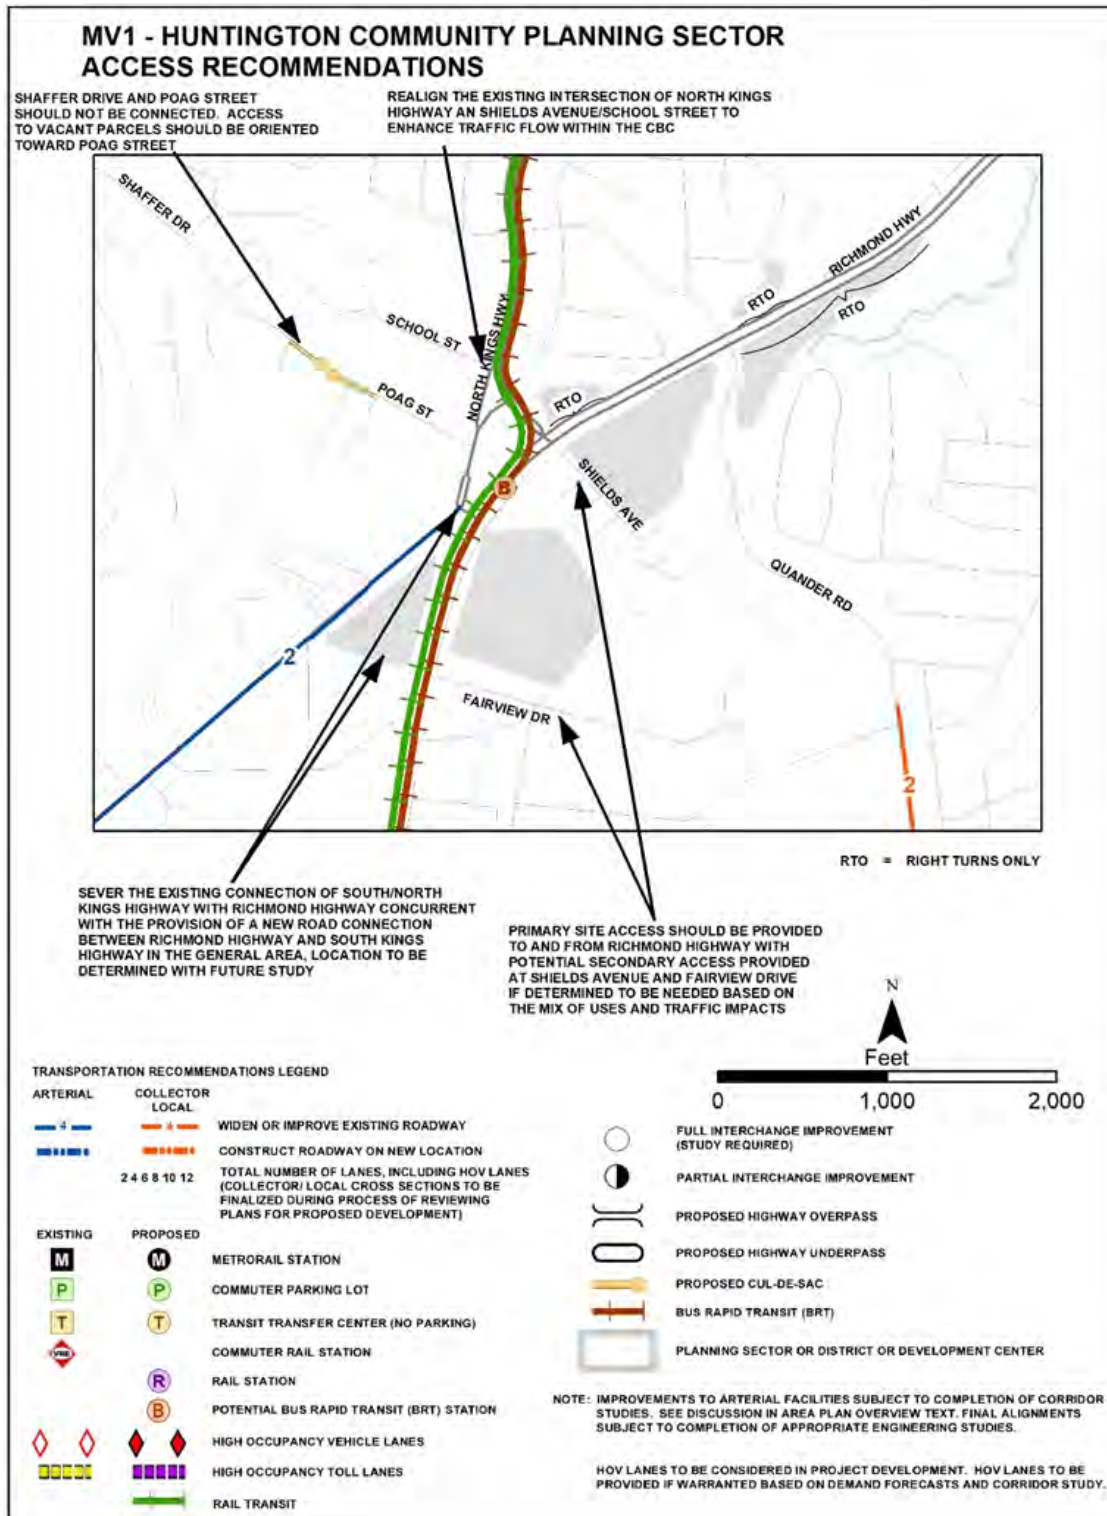 MV1 - HUNTINGTON COMMUNITY PLANNING SECTOR
ACCESS RECOMMENDATIONS
SHAFFER DRIVE AND POAG STREET
SHOULD NOT BE CONNECTED. ACCESS
TO VACANT PARCELS SHOULD BE ORIENTED
TOWARD POAG STREET
REALIGN THE EXISTING INTERSECTION OF NORTH KINGS
HIGHWAY AN SHIELDS AVENUE/SCHOOL STREET TO
ENHANCE TRAFFIC FLOW WITHIN THE CBC
SHAFFER DR
RICHMOND HWY
RTO
RTO
SCHOOL ST
NORTH KINGS HWY
POAG ST
RTO
B
SHIELDS AVE
QUANDER RD
2
FAIRVIEW DR
2
RTO = RIGHT TURNS ONLY
SEVER THE EXISTING CONNECTION OF SOUTH/NORTH
KINGS HIGHWAY WITH RICHMOND HIGHWAY CONCURRENT
WITH THE PROVISION OF A NEW ROAD CONNECTION
BETWEEN RICHMOND HIGHWAY AND SOUTH KINGS
HIGHWAY IN THE GENERAL AREA, LOCATION TO BE
DETERMINED WITH FUTURE STUDY
PRIMARY SITE ACCESS SHOULD BE PROVIDED
TO AND FROM RICHMOND HIGHWAY WITH
POTENTIAL SECONDARY ACCESS PROVIDED
AT SHIELDS AVENUE AND FAIRVIEW DRIVE
IF DETERMINED TO BE NEEDED BASED ON
THE MIX OF USES AND TRAFFIC IMPACTS
N
Feet
0 1,000 2,000
TRANSPORTATION RECOMMENDATIONS LEGEND
ARTERIAL COLLECTOR
LOCAL
4 4 WIDEN OR IMPROVE EXISTING ROADWAY
CONSTRUCT ROADWAY ON NEW LOCATION
2 4 6 8 10 12 TOTAL NUMBER OF LANES, INCLUDING HOV LANES
(COLLECTOR/ LOCAL CROSS SECTIONS TO BE
FINALIZED DURING PROCESS OF REVIEWING
PLANS FOR PROPOSED DEVELOPMENT)
EXISTING PROPOSED
M M METRORAIL STATION
P P COMMUTER PARKING LOT
T T TRANSIT TRANSFER CENTER (NO PARKING)
VRE COMMUTER RAIL STATION
R RAIL STATION
B POTENTIAL BUS RAPID TRANSIT (BRT) STATION
HIGH OCCUPANCY VEHICLE LANES
HIGH OCCUPANCY TOLL LANES
RAIL TRANSIT
FULL INTERCHANGE IMPROVEMENT
(STUDY REQUIRED)
PARTIAL INTERCHANGE IMPROVEMENT
PROPOSED HIGHWAY OVERPASS
PROPOSED HIGHWAY UNDERPASS
PROPOSED CUL-DE-SAC
BUS RAPID TRANSIT (BRT)
PLANNING SECTOR OR DISTRICT OR DEVELOPMENT CENTER
NOTE: IMPROVEMENTS TO ARTERIAL FACILITIES SUBJECT TO COMPLETION OF CORRIDOR
STUDIES. SEE DISCUSSION IN AREA PLAN OVERVIEW TEXT. FINAL ALIGNMENTS
SUBJECT TO COMPLETION OF APPROPRIATE ENGINEERING STUDIES.
HOV LANES TO BE CONSIDERED IN PROJECT DEVELOPMENT. HOV LANES TO BE
PROVIDED IF WARRANTED BASED ON DEMAND FORECASTS AND CORRIDOR STUDY.